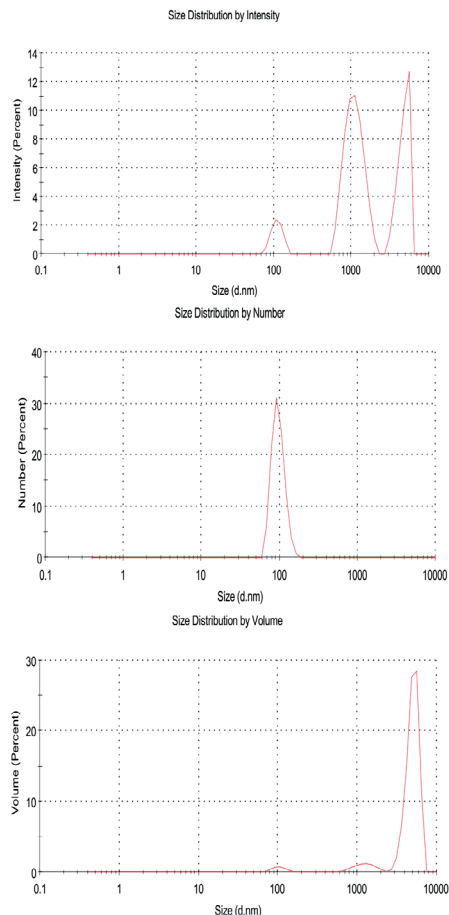 Size Distribution by Intensity
14
12
10
8
6
4
2
0
Intensity (Percent)
0.1 1 10 100 1000 10000
Size (d.nm)
Size Distribution by Number
40
30
20
10
0
Number (Percent)
0.1 1 10 100 1000 10000
Size (d.nm)
Size Distribution by Volume
30
20
10
0
Volume (Percent)
0.1 1 10 100 1000 10000
Size (d.nm)